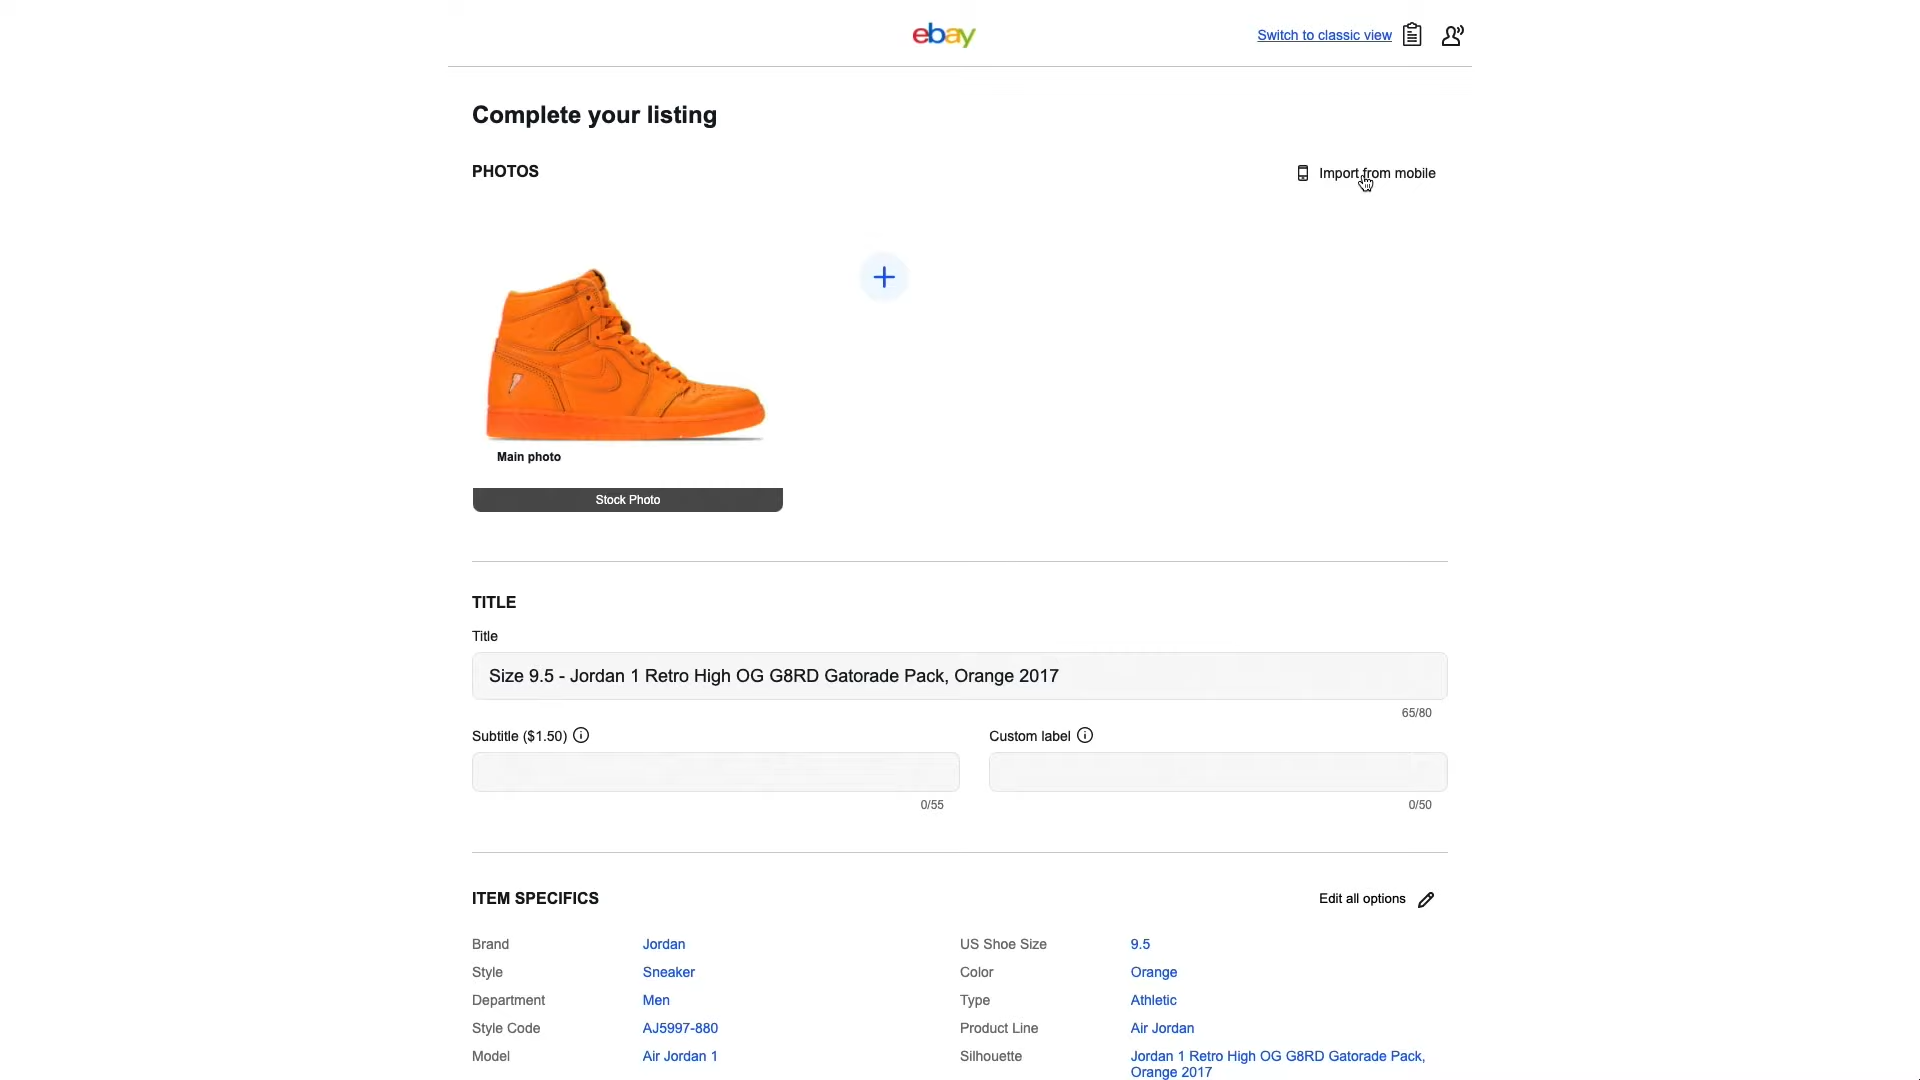 ebay
Switch to classic view
Complete your listing
PHOTOS
Import from mobile
Main photo
Stock Photo
TITLE
Title
Size 9.5 - Jordan 1 Retro High OG G8RD Gatorade Pack, Orange 2017
65/80
Subtitle ($1.50)
Custom label
0/55
0/50
ITEM SPECIFICS
Edit all options
Brand Jordan US Shoe Size 9.5
Style Sneaker Color Orange
Department Men Type Athletic
Style Code AJ5997-880 Product Line Air Jordan
Model Air Jordan 1 Silhouette Jordan 1 Retro High OG G8RD Gatorade Pack,
Orange 2017